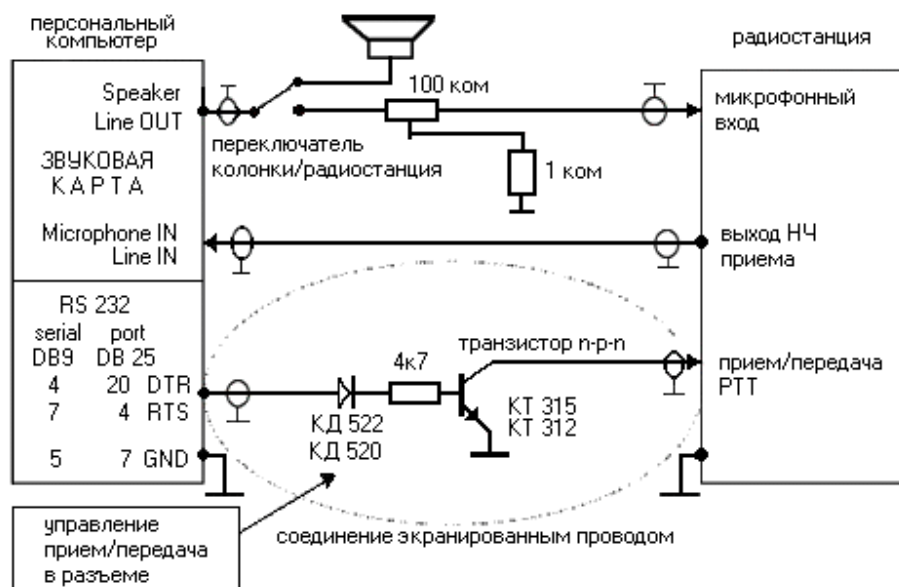 персональный
компьютер
радиостанция
Speaker
Line OUT
100 ком
микрофонный
вход
переключатель
колонки/радиостанция
ЗВУКОВАЯ
КАРТА
1 ком
Microphone IN
Line IN
выход НЧ
приема
RS 232
serial port
DB9 DB 25
4 20 DTR
7 4 RTS
5 7 GND
4к7
транзистор n-p-n
прием/передача
PTT
КД 522
КД 520
КТ 315
КТ 312
соединение экранированным проводом
управление
прием/передача
в разъеме